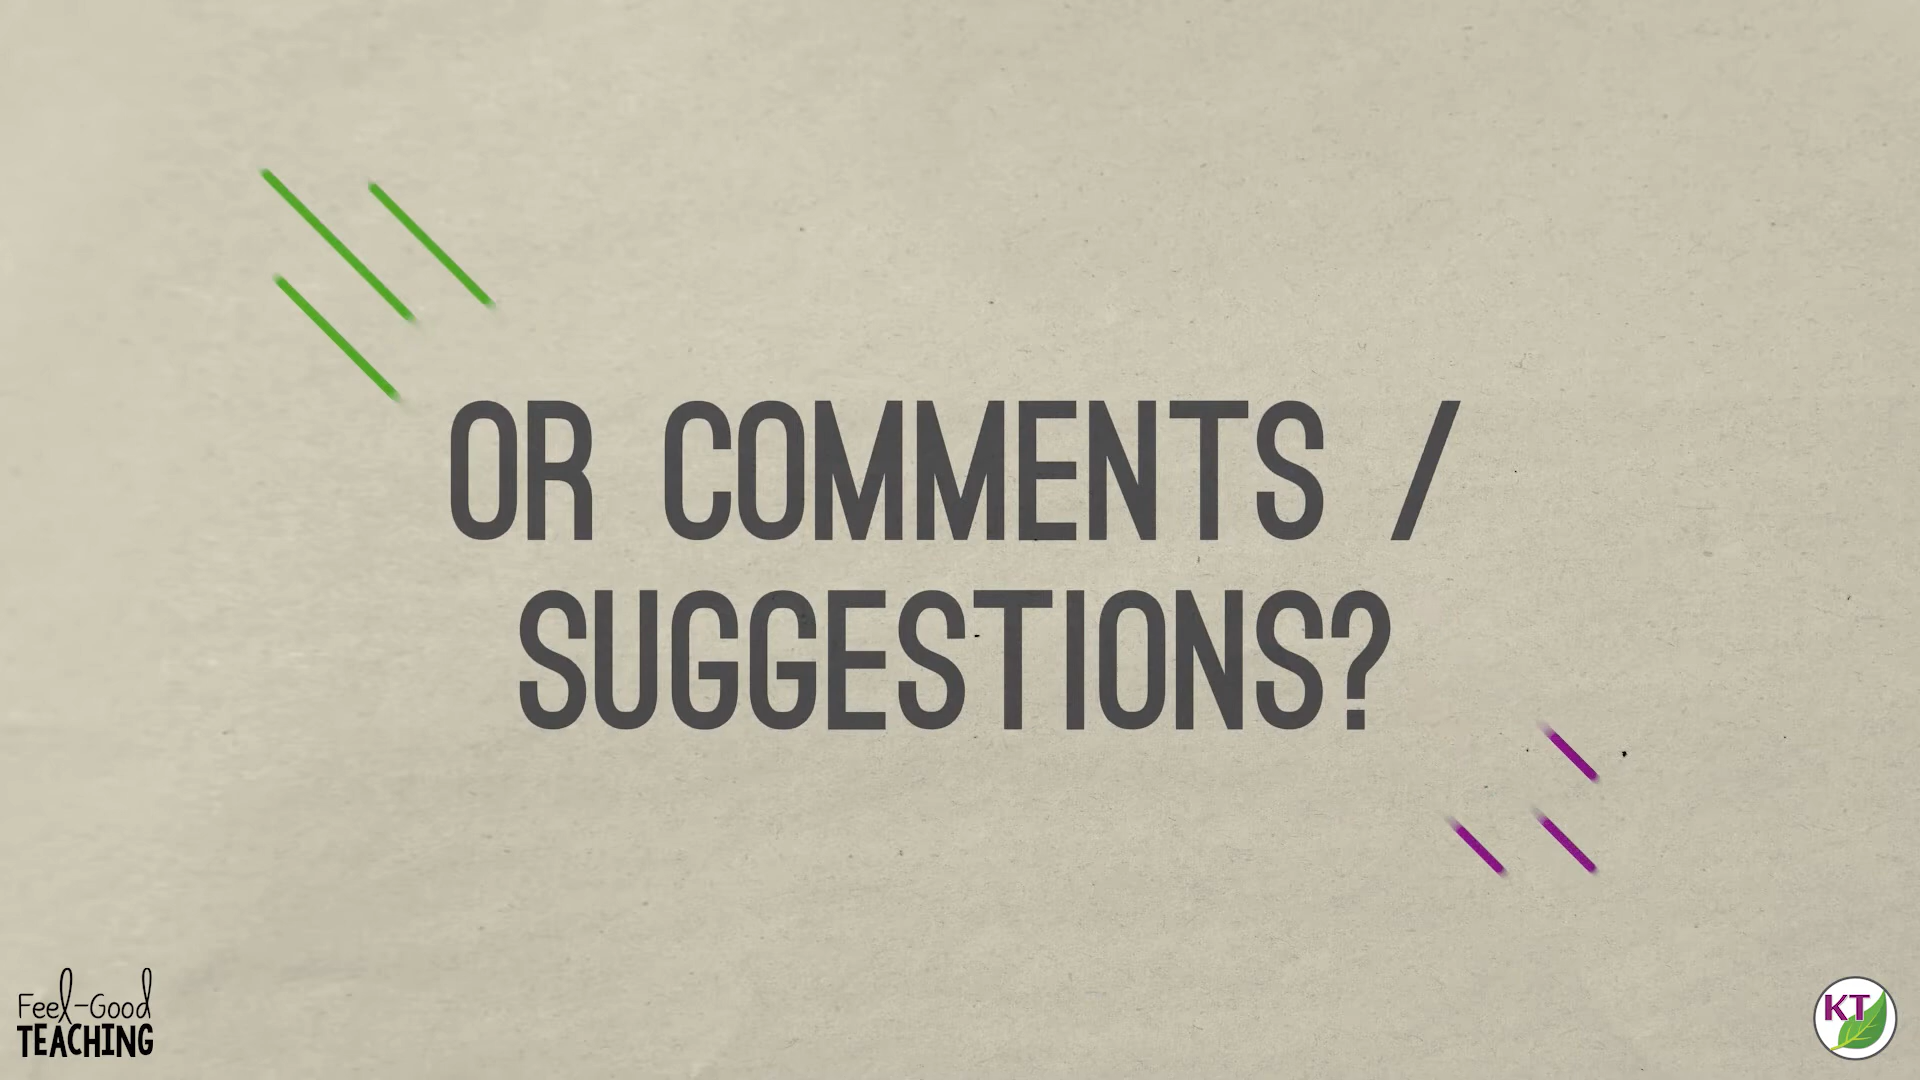 OR COMMENTS /
SUGGESTIONS?
Feel-Good
TEACHING
KT